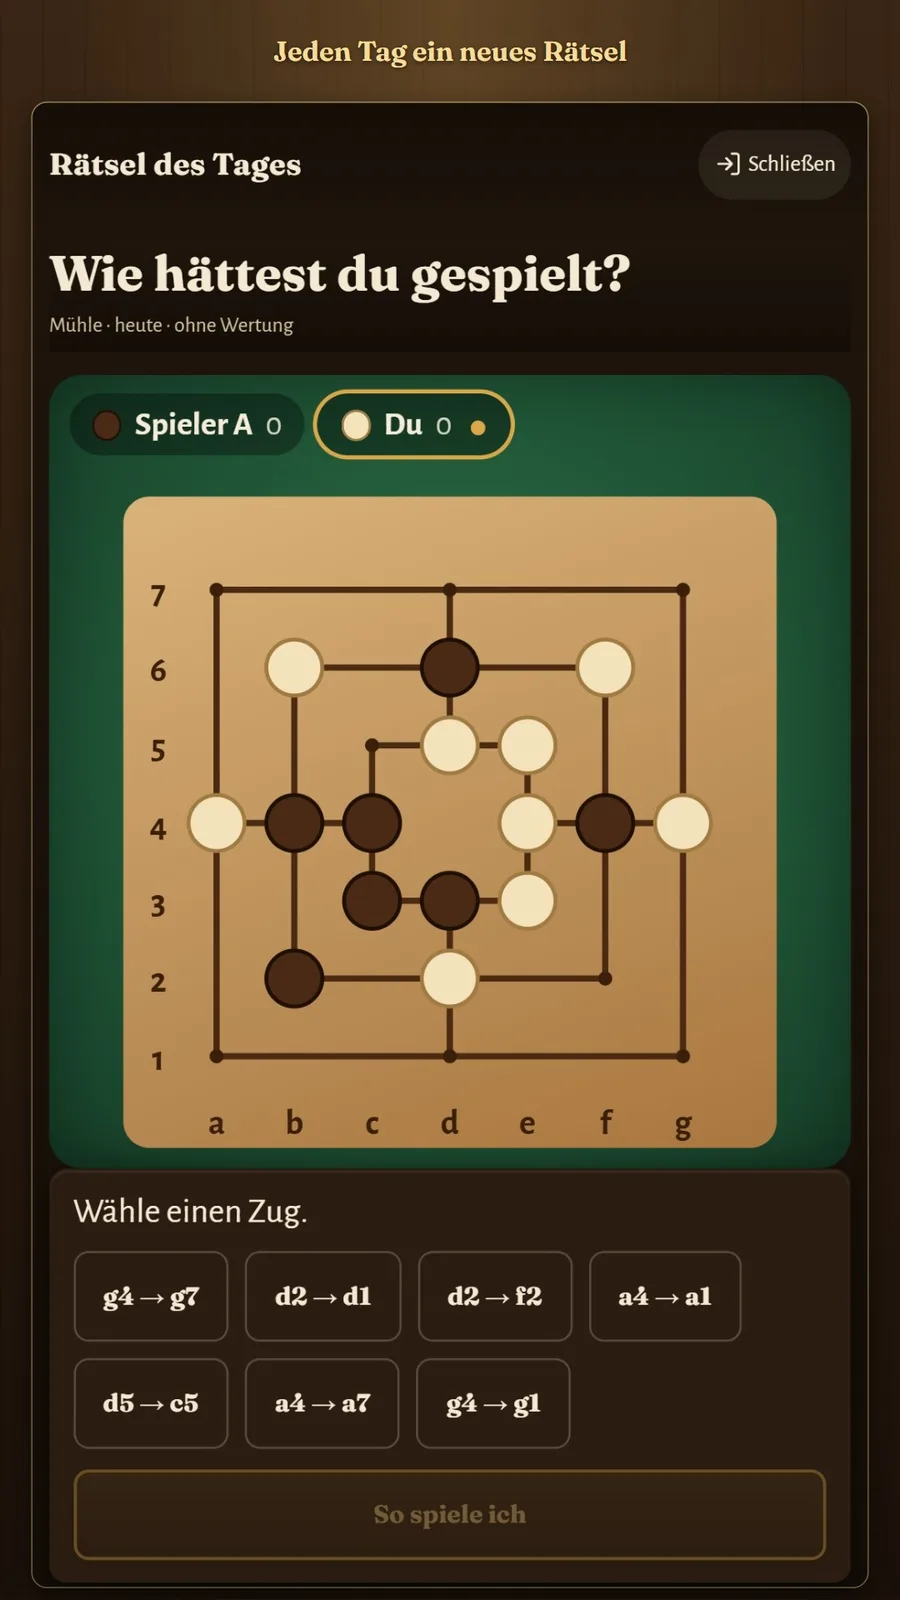 Jeden Tag ein neues Rätsel
Rätsel des Tages
Schließen
Wie hättest du gespielt?
Mühle · heute · ohne Wertung
Spieler A 0
Du 0
7
6
5
4
3
2
1
a b c d e f g
Wähle einen Zug.
g4 → g7 d2 → d1 d2 → f2 a4 → a1
d5 → c5 a4 → a7 g4 → g1
So spiele ich